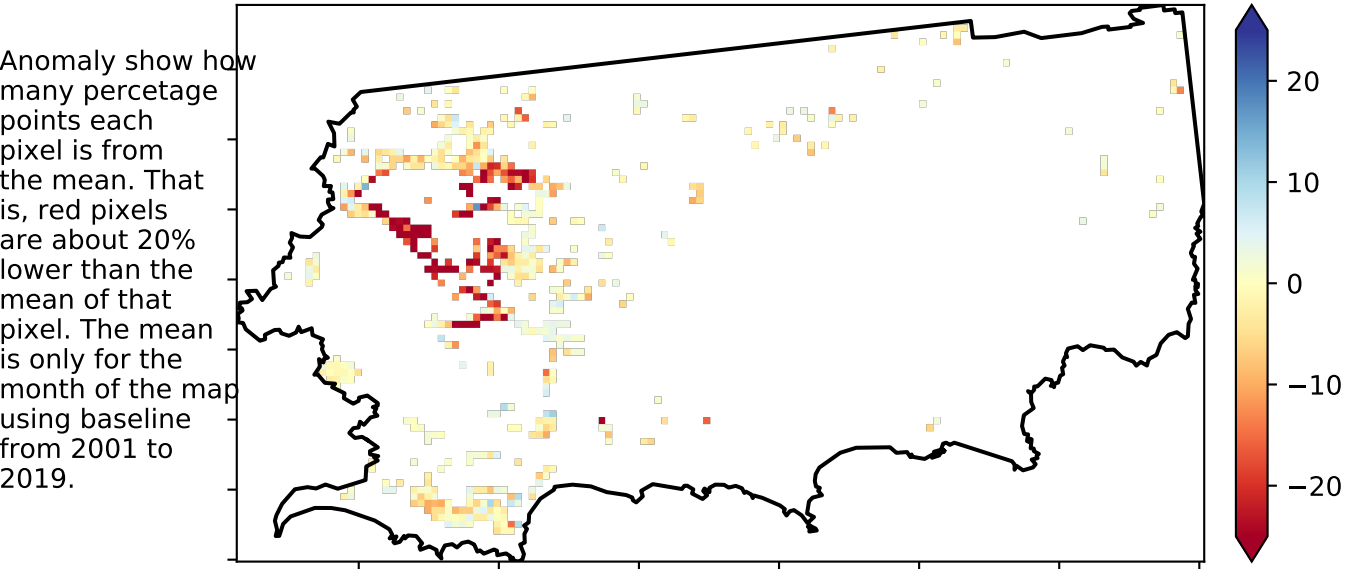 Anomaly show how
many percetage
points each
pixel is from
the mean. That
is, red pixels
are about 20%
lower than the
mean of that
pixel. The mean
is only for the
month of the map
using baseline
from 2001 to
2019.
20
10
0
−10
−20